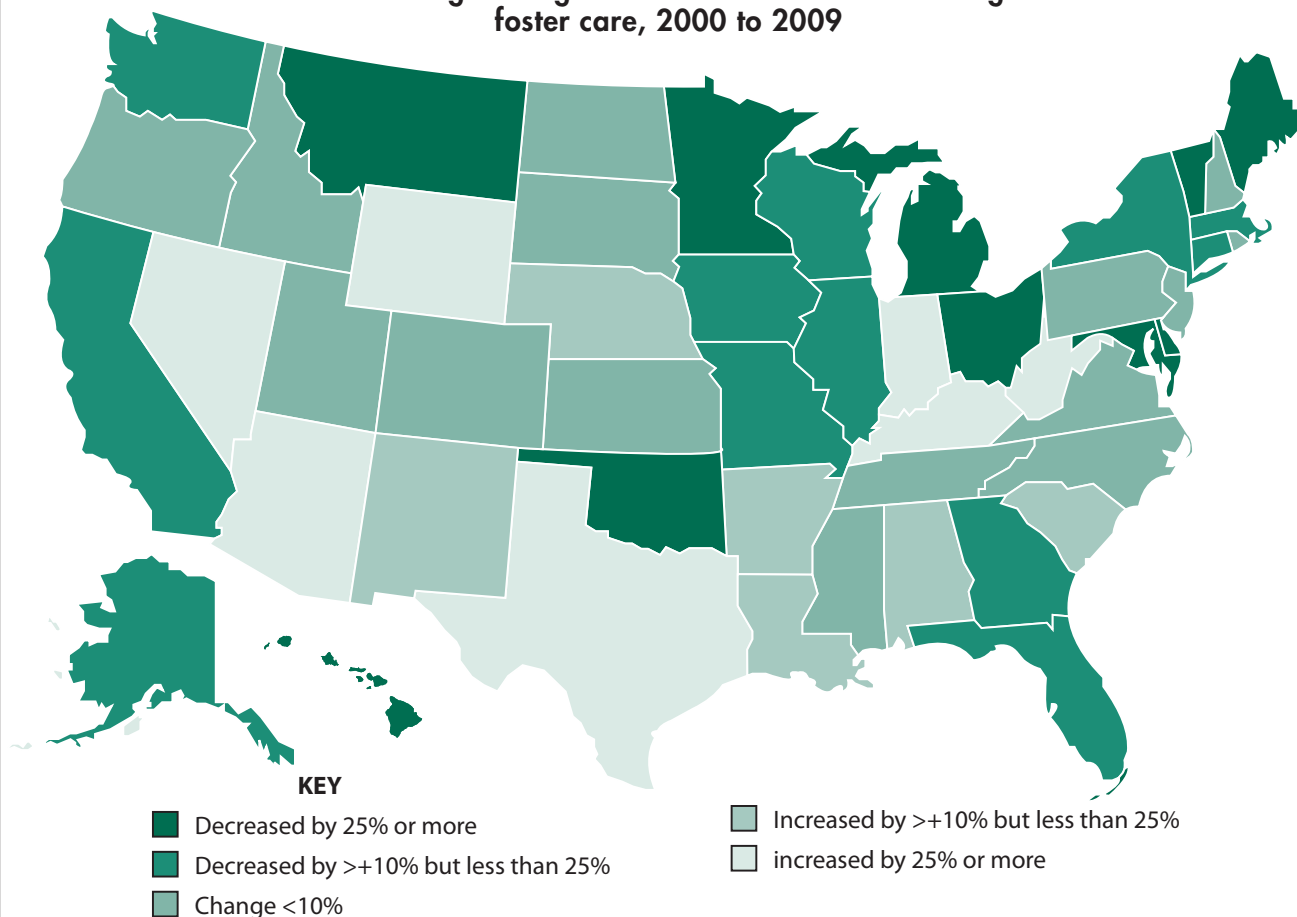 foster care, 2000 to 2009
KEY
Decreased by 25% or more
Decreased by >+10% but less than 25%
Change <10%
Increased by >+10% but less than 25%
increased by 25% or more